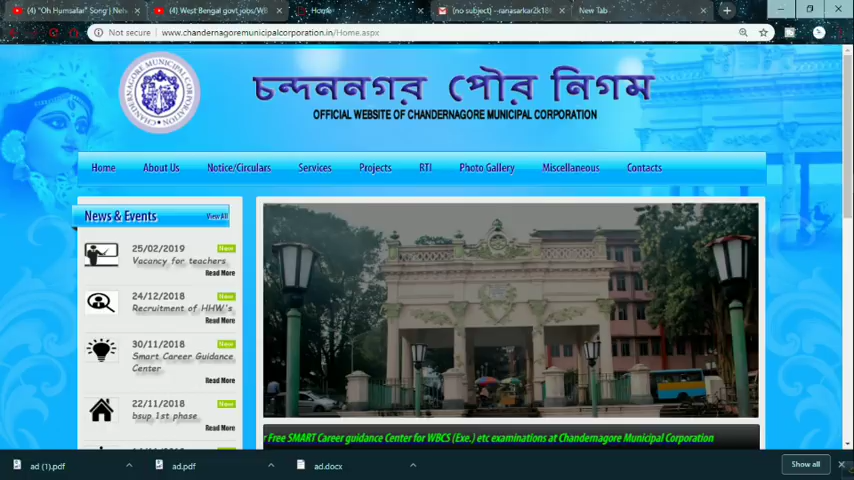 (4) "Oh Humsafar" Song | Netw
(4) West Bengal govt jobs/WB
Home
(no subject) - ranasarkar2k18
New Tab
Not secure | www.chandernagoremunicipalcorporation.in/Home.aspx
চন্দননগর পৌর নিগম
OFFICIAL WEBSITE OF CHANDERNAGORE MUNICIPAL CORPORATION
Home About Us Notice/Circulars Services Projects RTI Photo Gallery Miscellaneous Contacts
News & Events View All
25/02/2019 New
Vacancy for teachers
Read More
24/12/2018 New
Recruitment of HHW's
Read More
30/11/2018 New
Smart Career Guidance
Center
Read More
22/11/2018 New
bsup 1st phase
Read More
r Free SMART Career guidance Center for WBCS (Exe.) etc examinations at Chandernagore Municipal Corporation
ad (1).pdf ad.pdf ad.docx Show all